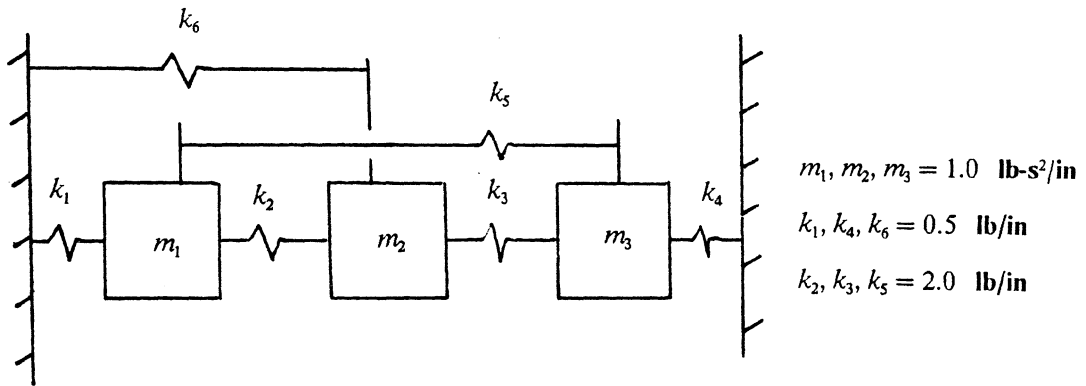 k₆
k₅
k₁
k₂
k₃
k₄
m₁
m₂
m₃
m₁, m₂, m₃ = 1.0 lb-s²/in
k₁, k₄, k₆ = 0.5 lb/in
k₂, k₃, k₅ = 2.0 lb/in